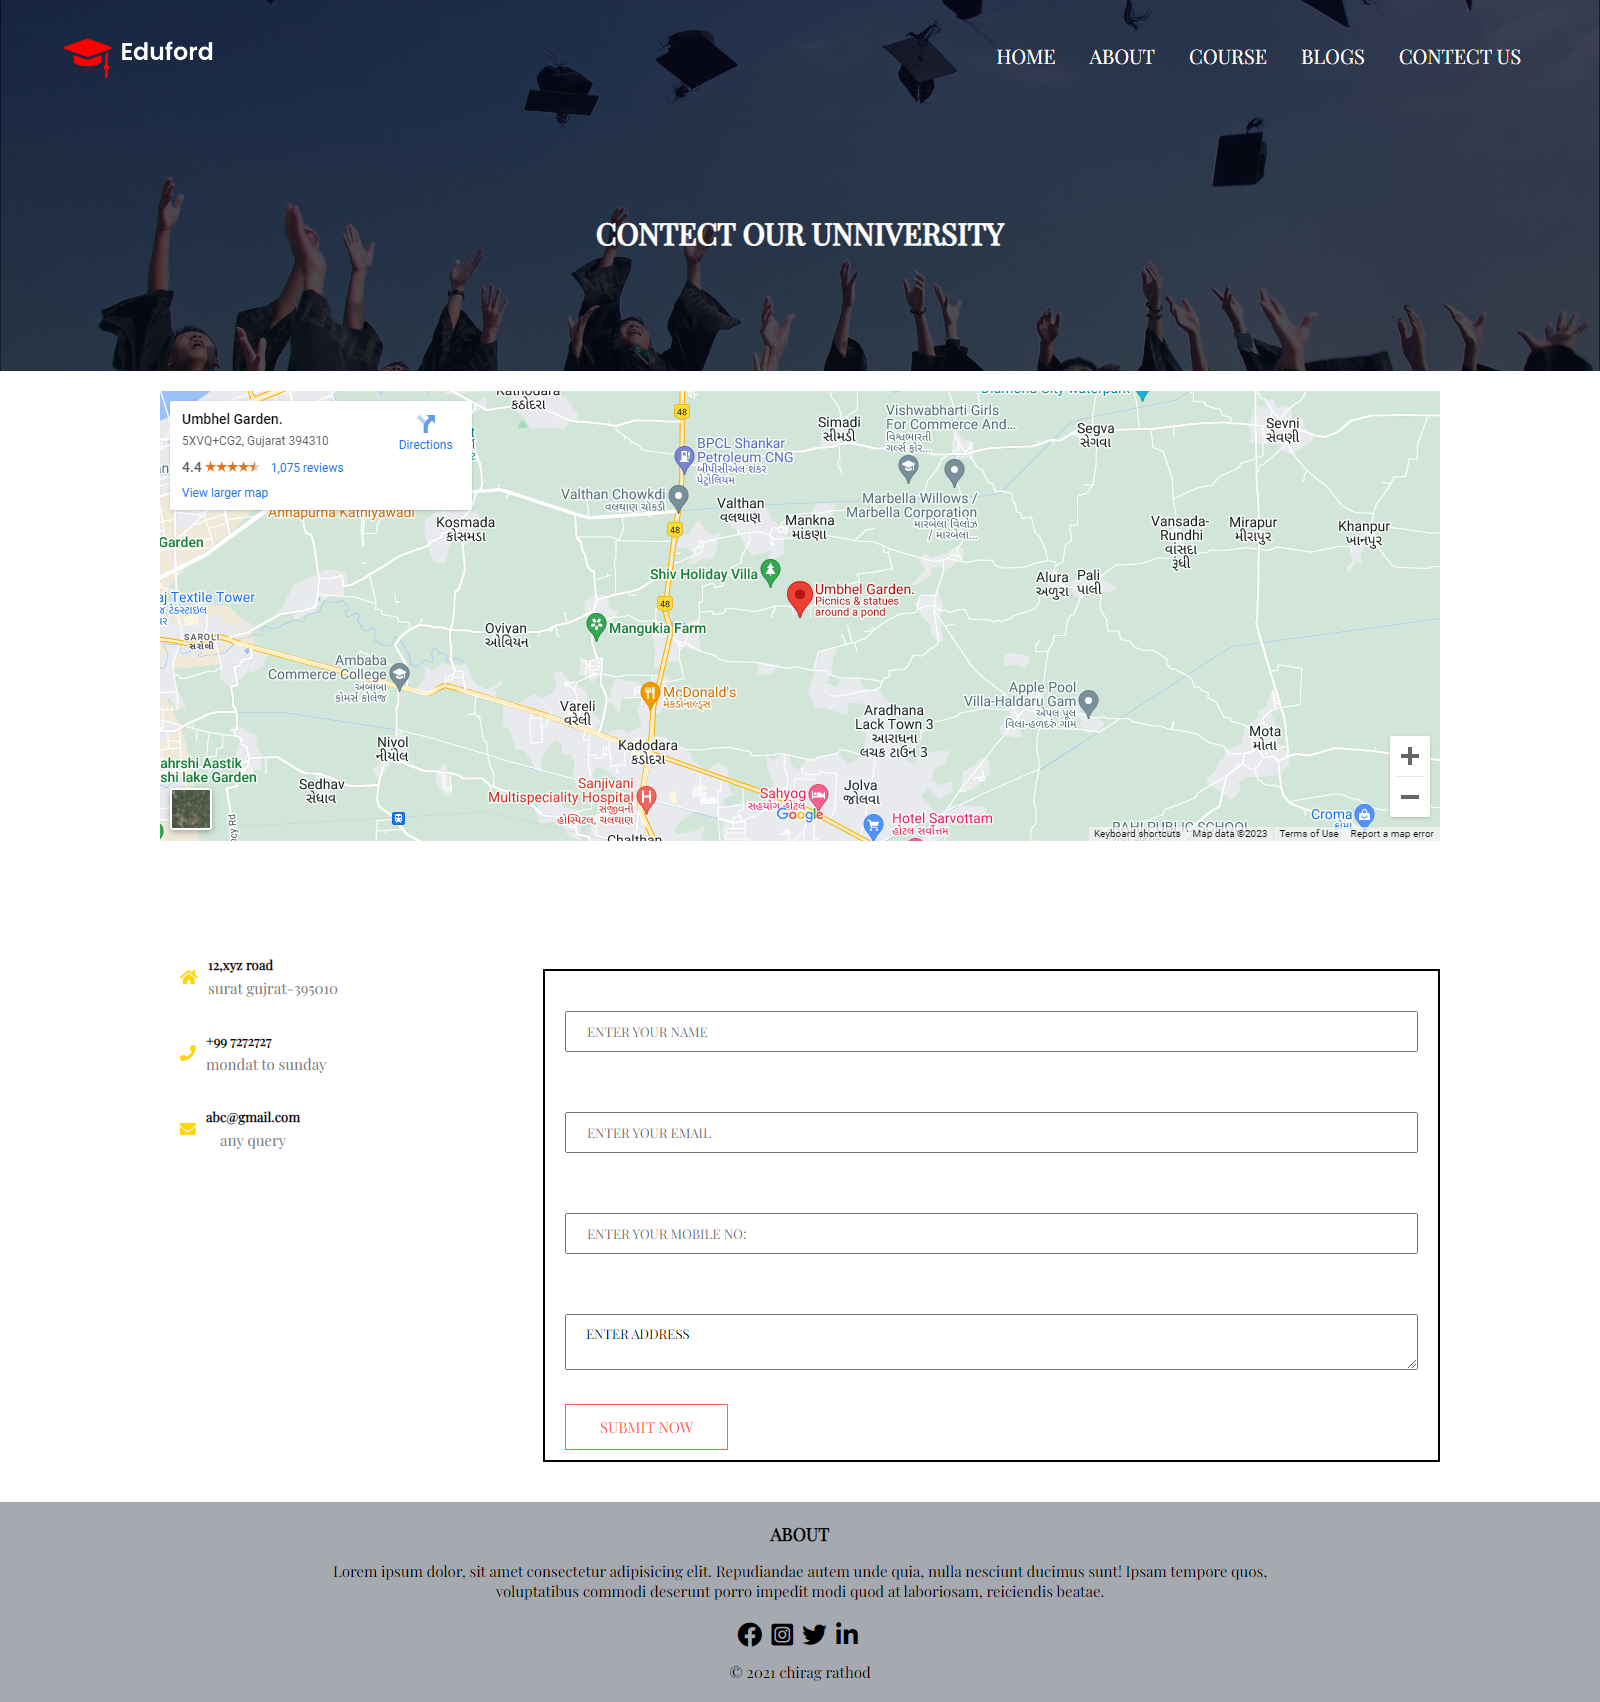 Eduford
HOME ABOUT COURSE BLOGS CONTECT US
CONTECT OUR UNNIVERSITY
Umbhel Garden.
5XVQ+CG2, Gujarat 394310
Directions
4.4
1,075 reviews
View larger map
કઠોદરા
48
Simadi
સીમડી
Vishwabharti Girls
For Commerce And...
વિશ્વભારતી
ગર્લ્સ ફોર...
Segva
સેગવા
Sevni
સેવણી
BPCL Shankar
Petroleum CNG
બીપીસીએલ શંકર
પેટ્રોલિયમ
Valthan Chowkdi
વલથાણ ચોકડી
Valthan
વલથાણ
Marbella Willows /
Marbella Corporation
મારબેલા વિલોઝ
/ મારબેલા...
Annapurna Kathiyawadi
Kosmada
કોસમડા
48
Mankna
માંકણા
Vansada-
Rundhi
વાંસદા
રૂંધી
Mirapur
મીરાપુર
Khanpur
ખાનપુર
Garden
Shiv Holiday Villa
Umbhel Garden.
Picnics & statues
around a pond
Alura
અળુરા
Pali
પાલી
Textile Tower
ટેક્સટાઇલ
48
SAROLI
સારોલી
Oviyan
ઓવિયન
Mangukia Farm
Ambaba
Commerce College
અંબાબા
કોમર્સ કોલેજ
McDonald's
મેકડોનાલ્ડ્સ
Apple Pool
Villa-Haldaru Gam
એપલ પૂલ
વિલા-હળદરું ગામ
Vareli
વરેલી
Aradhana
Lack Town 3
આરાધના
લચક ટાઉન 3
Mota
મોતા
Nivol
નીયોલ
Kadodara
કડોદરા
Aastik
lake Garden
Sedhav
સેધાવ
Sanjivani
Multispeciality Hospital
સંજીવની
હોસ્પિટલ, ચલથાણ
Sahyog
સહયોગ હોટલ
Jolva
જોલવા
Google
Hotel Sarvottam
હોટલ સર્વોત્તમ
Croma
ક્રોમા
Chalthan
PUBLIC SCHOOL
Keyboard shortcuts Map data ©2023 Terms of Use Report a map error
12,xyz road
surat gujrat-395010
+99 7272727
mondat to sunday
abc@gmail.com
any query
ENTER YOUR NAME
ENTER YOUR EMAIL
ENTER YOUR MOBILE NO:
ENTER ADDRESS
SUBMIT NOW
ABOUT
Lorem ipsum dolor, sit amet consectetur adipisicing elit. Repudiandae autem unde quia, nulla nesciunt ducimus sunt! Ipsam tempore quos,
voluptatibus commodi deserunt porro impedit modi quod at laboriosam, reiciendis beatae.
© 2021 chirag rathod